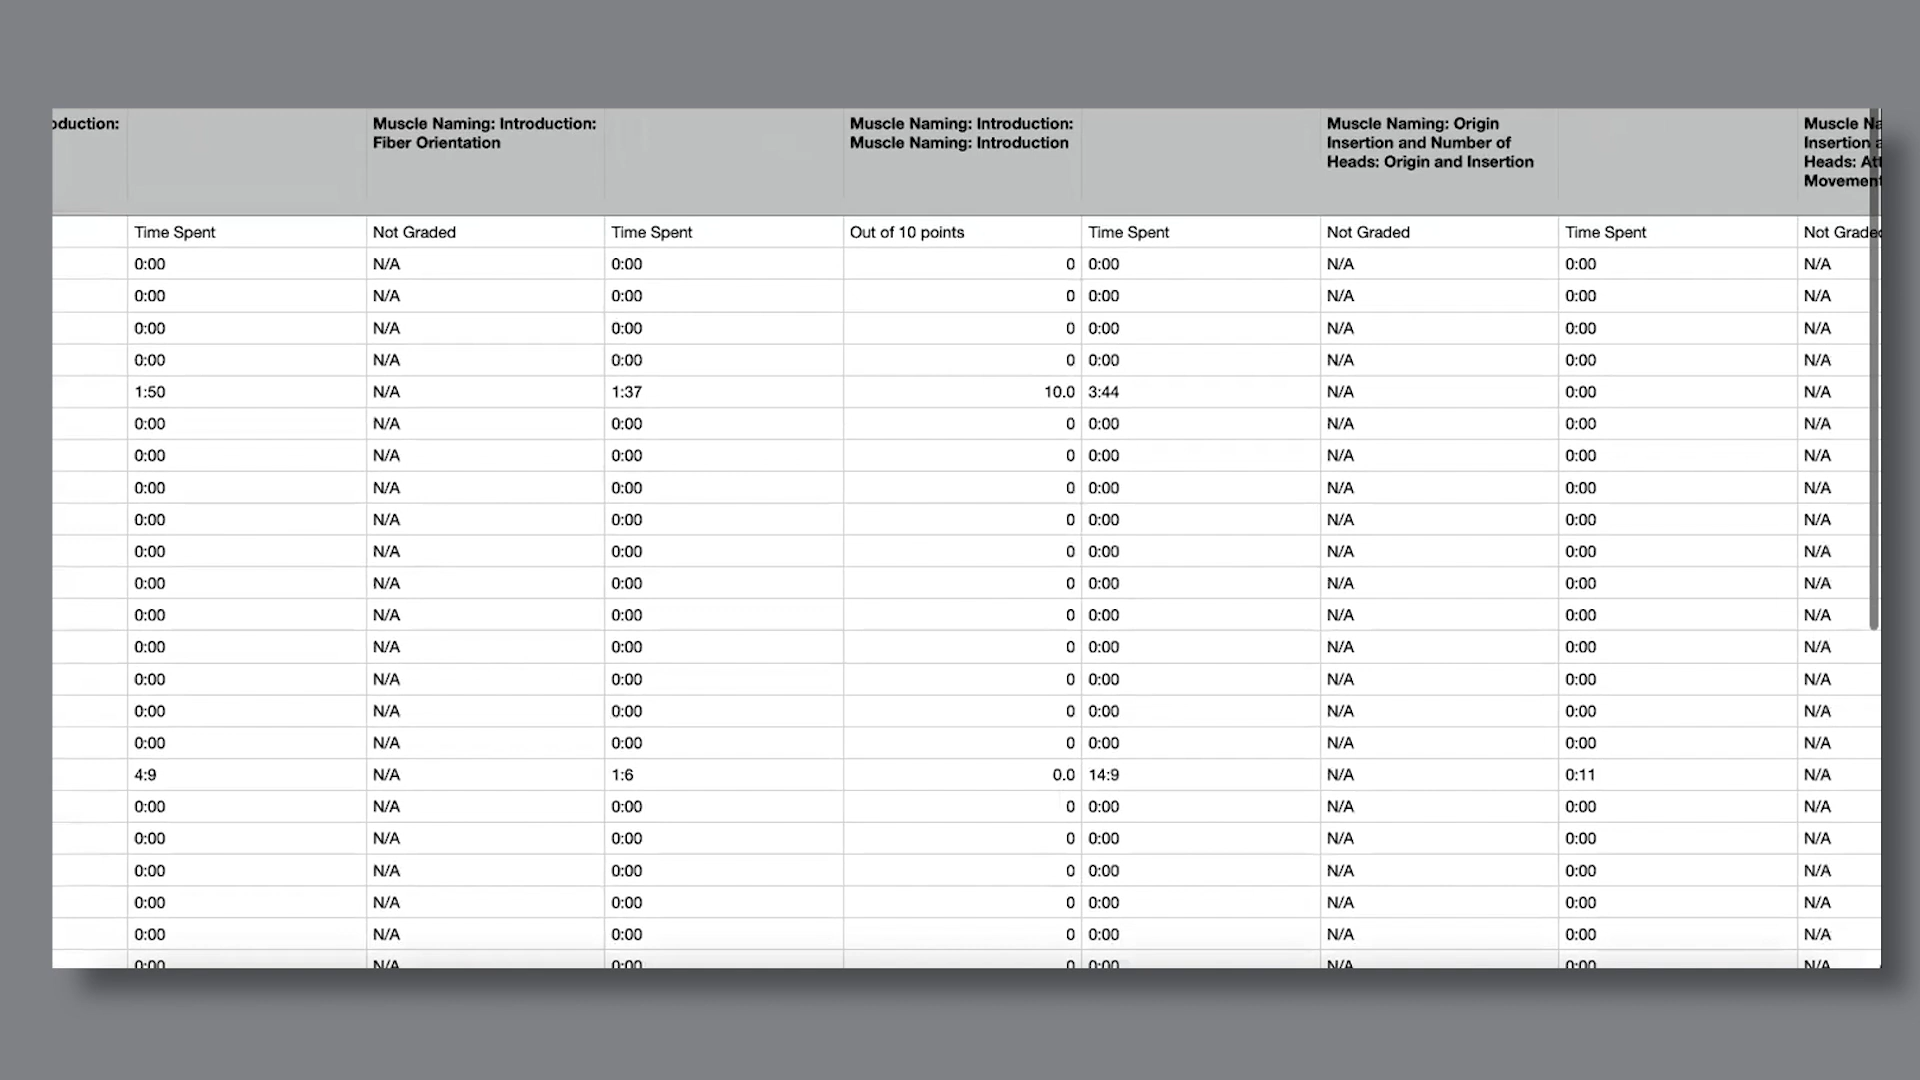 oduction:
Muscle Naming: Introduction:
Fiber Orientation
Muscle Naming: Introduction:
Muscle Naming: Introduction
Muscle Naming: Origin
Insertion and Number of
Heads: Origin and Insertion
Muscle Na
Insertion a
Heads: Att
Movement
Time Spent Not Graded Time Spent Out of 10 points Time Spent Not Graded Time Spent Not Graded
0:00 N/A 0:00 0 0:00 N/A 0:00 N/A
0:00 N/A 0:00 0 0:00 N/A 0:00 N/A
0:00 N/A 0:00 0 0:00 N/A 0:00 N/A
0:00 N/A 0:00 0 0:00 N/A 0:00 N/A
1:50 N/A 1:37 10.0 3:44 N/A 0:00 N/A
0:00 N/A 0:00 0 0:00 N/A 0:00 N/A
0:00 N/A 0:00 0 0:00 N/A 0:00 N/A
0:00 N/A 0:00 0 0:00 N/A 0:00 N/A
0:00 N/A 0:00 0 0:00 N/A 0:00 N/A
0:00 N/A 0:00 0 0:00 N/A 0:00 N/A
0:00 N/A 0:00 0 0:00 N/A 0:00 N/A
0:00 N/A 0:00 0 0:00 N/A 0:00 N/A
0:00 N/A 0:00 0 0:00 N/A 0:00 N/A
0:00 N/A 0:00 0 0:00 N/A 0:00 N/A
0:00 N/A 0:00 0 0:00 N/A 0:00 N/A
0:00 N/A 0:00 0 0:00 N/A 0:00 N/A
4:9 N/A 1:6 0.0 14:9 N/A 0:11 N/A
0:00 N/A 0:00 0 0:00 N/A 0:00 N/A
0:00 N/A 0:00 0 0:00 N/A 0:00 N/A
0:00 N/A 0:00 0 0:00 N/A 0:00 N/A
0:00 N/A 0:00 0 0:00 N/A 0:00 N/A
0:00 N/A 0:00 0 0:00 N/A 0:00 N/A
0:00 N/A 0:00 0 0:00 N/A 0:00 N/A